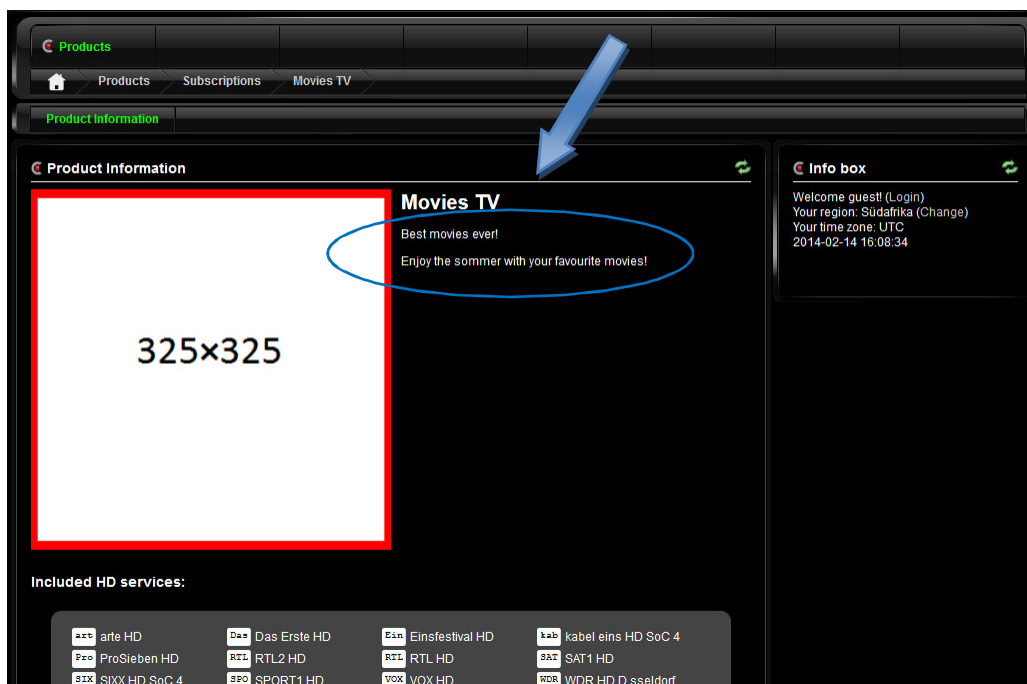 Products
Products Subscriptions Movies TV
Product Information
Product Information
Movies TV
Best movies ever!
Enjoy the sommer with your favourite movies!
325×325
Info box
Welcome guest! (Login)
Your region: Südafrika (Change)
Your time zone: UTC
2014-02-14 16:08:34
Included HD services:
art arte HD Das Das Erste HD Ein Einsfestival HD kab kabel eins HD SoC 4
Pro ProSieben HD RTL RTL2 HD RTL RTL HD SAT SAT1 HD
SIX SIXX HD SoC 4 SPO SPORT1 HD VOX VOX HD WDR WDR HD D sseldorf